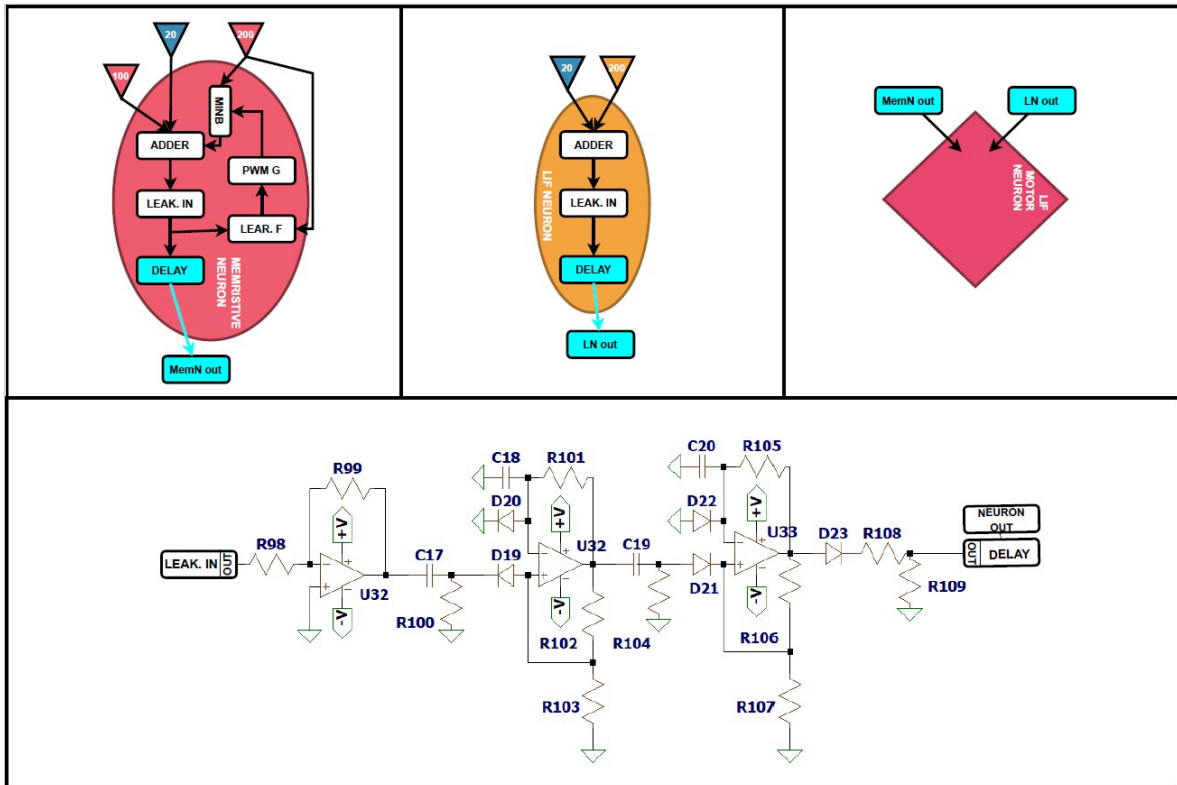 20
200
100
MINB
ADDER
PWM G
LEAK. IN
LEAR. F
DELAY
MEMRISTIVE
NEURON
MemN out
20
200
ADDER
LIF NEURON
LEAK. IN
DELAY
LN out
MemN out
LN out
LIF
MOTOR
NEURON
C18
R101
C20
R105
R99
+V
D20
+V
D22
+V
NEURON
OUT
LEAK. IN
OUT
R98
U32
-V
C17
R100
D19
U32
-V
C19
D21
U33
-V
D23
R108
OUT
DELAY
R109
R102
R104
R106
R103
R107